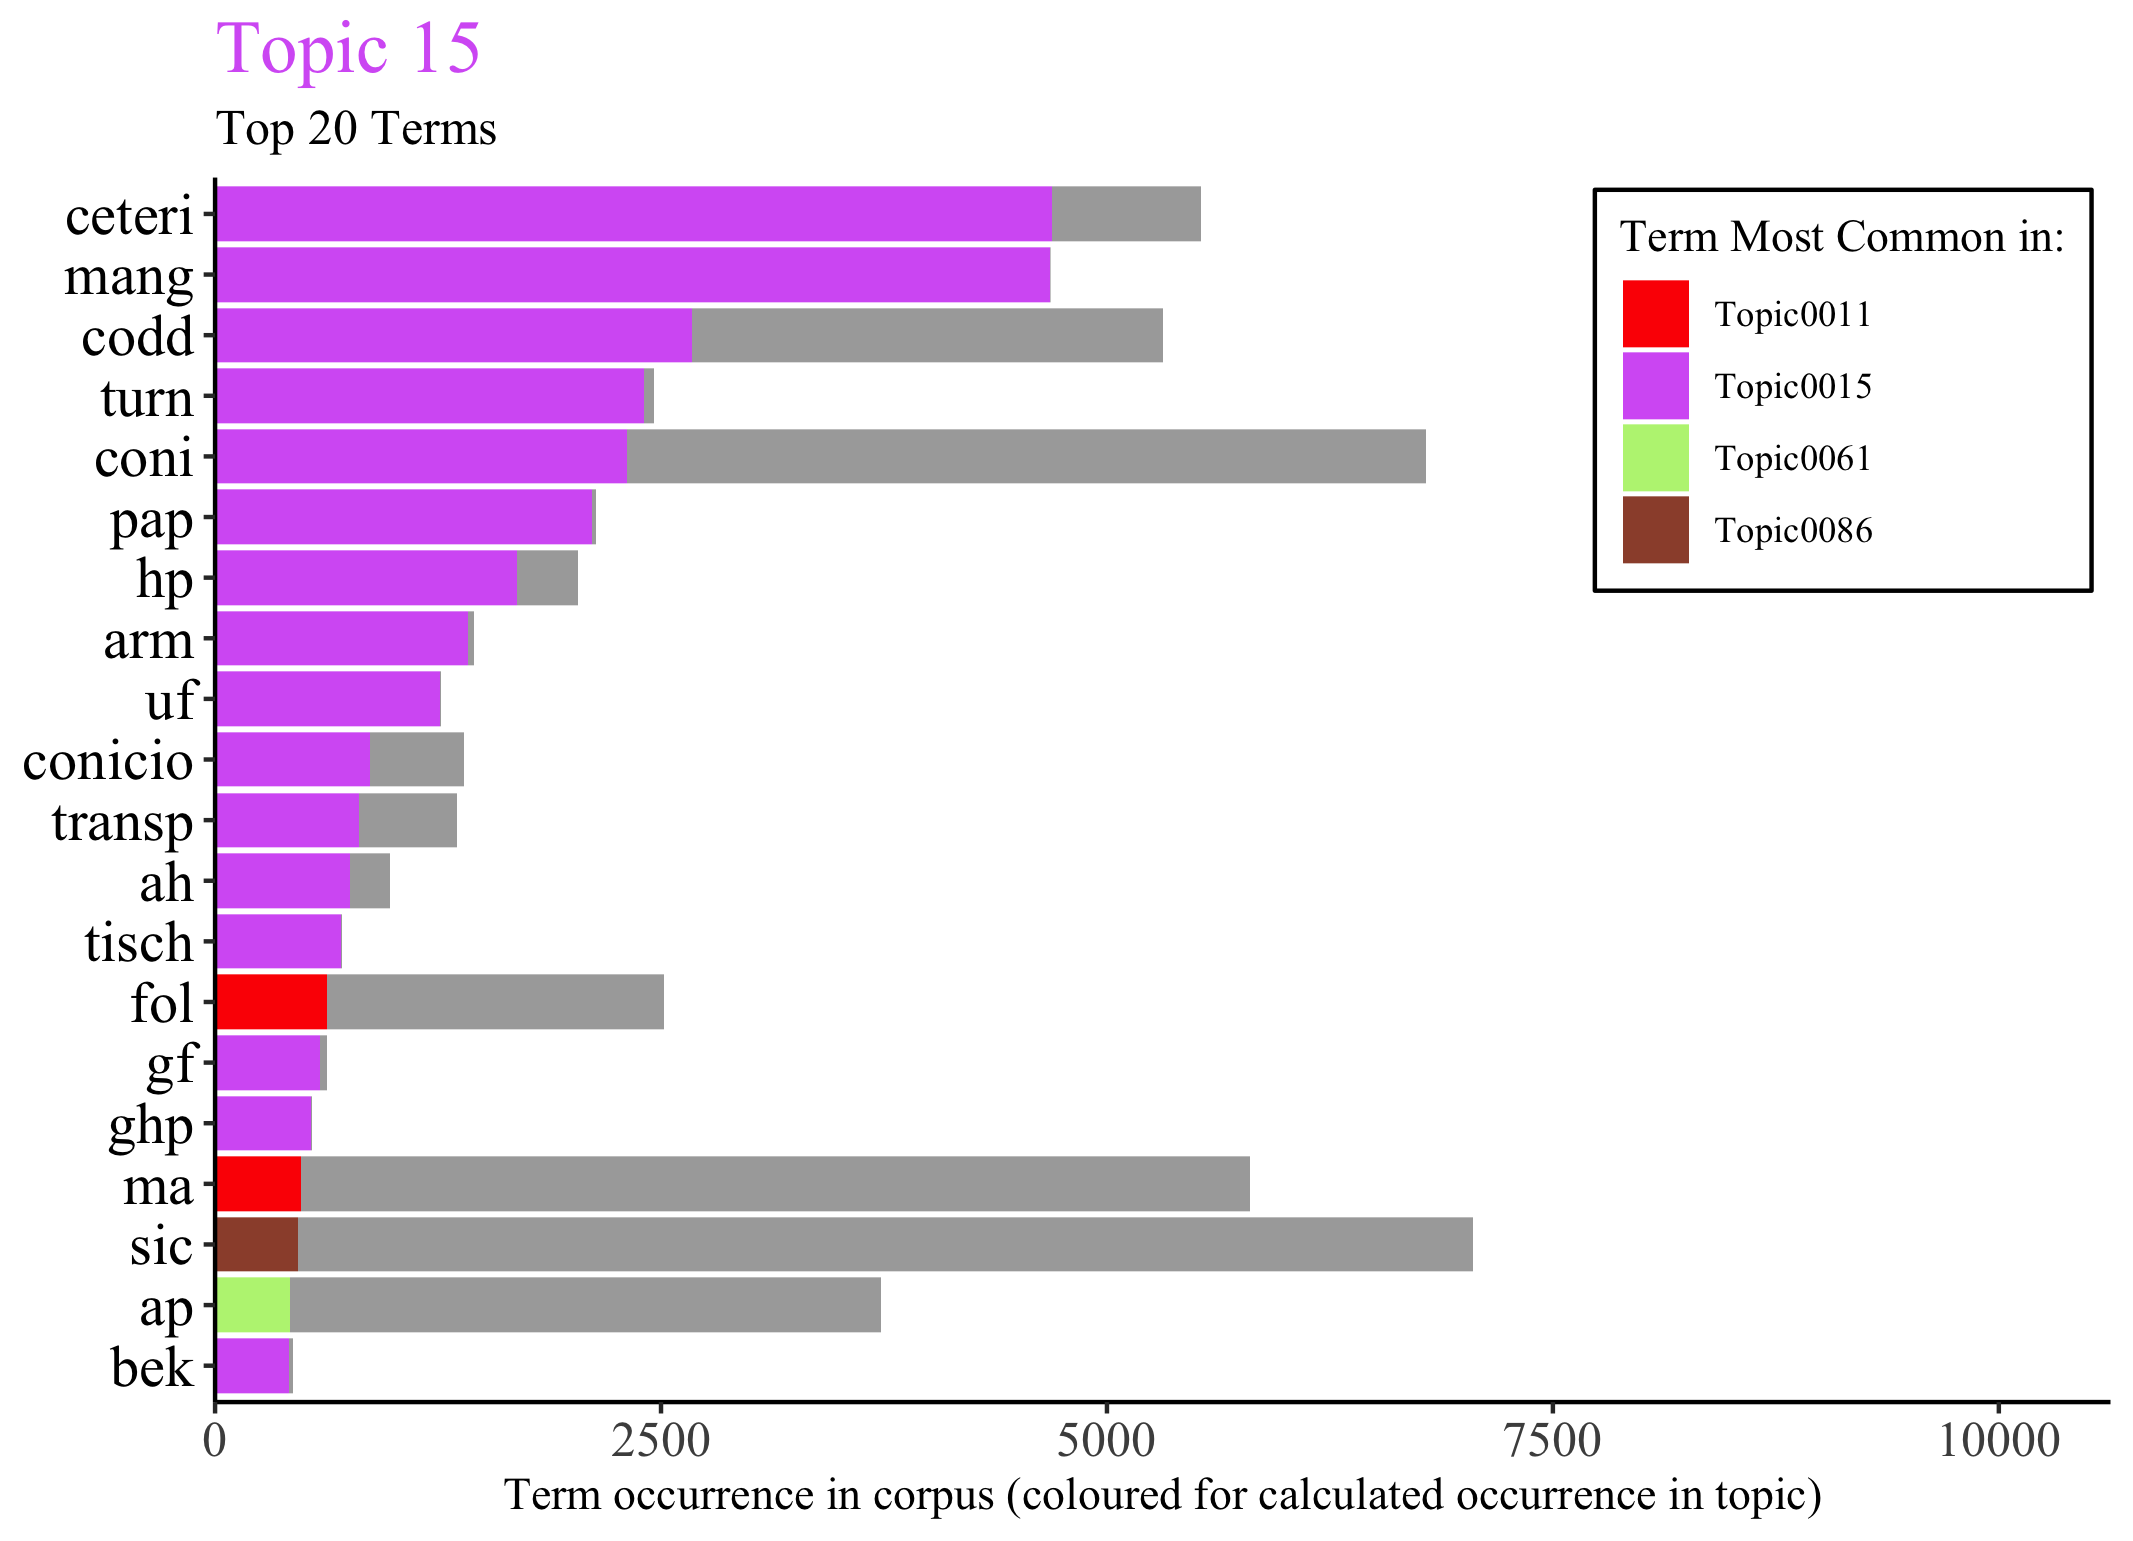 Topic 15
Top 20 Terms
ceteri
mang
codd
turn
coni
pap
hp
arm
uf
conicio
transp
ah
tisch
fol
gf
ghp
ma
sic
ap
bek
Term Most Common in:
Topic0011
Topic0015
Topic0061
Topic0086
0 2500 5000 7500 10000
Term occurrence in corpus (coloured for calculated occurrence in topic)